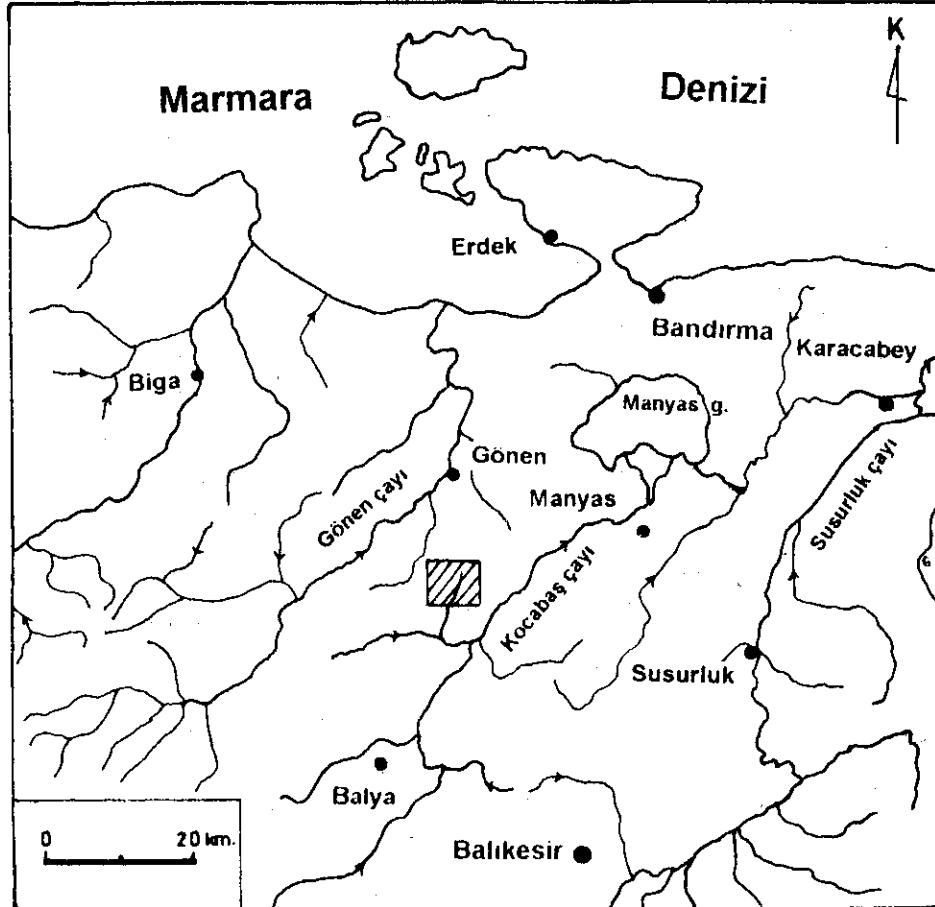 K
Marmara Denizi
Erdek
Bandırma
Karacabey
Biga
Manyas g.
Gönen
Manyas
Gönen çayı
Susurluk çayı
Kocabaş çayı
Susurluk
Balya
0 20 km.
Balıkesir